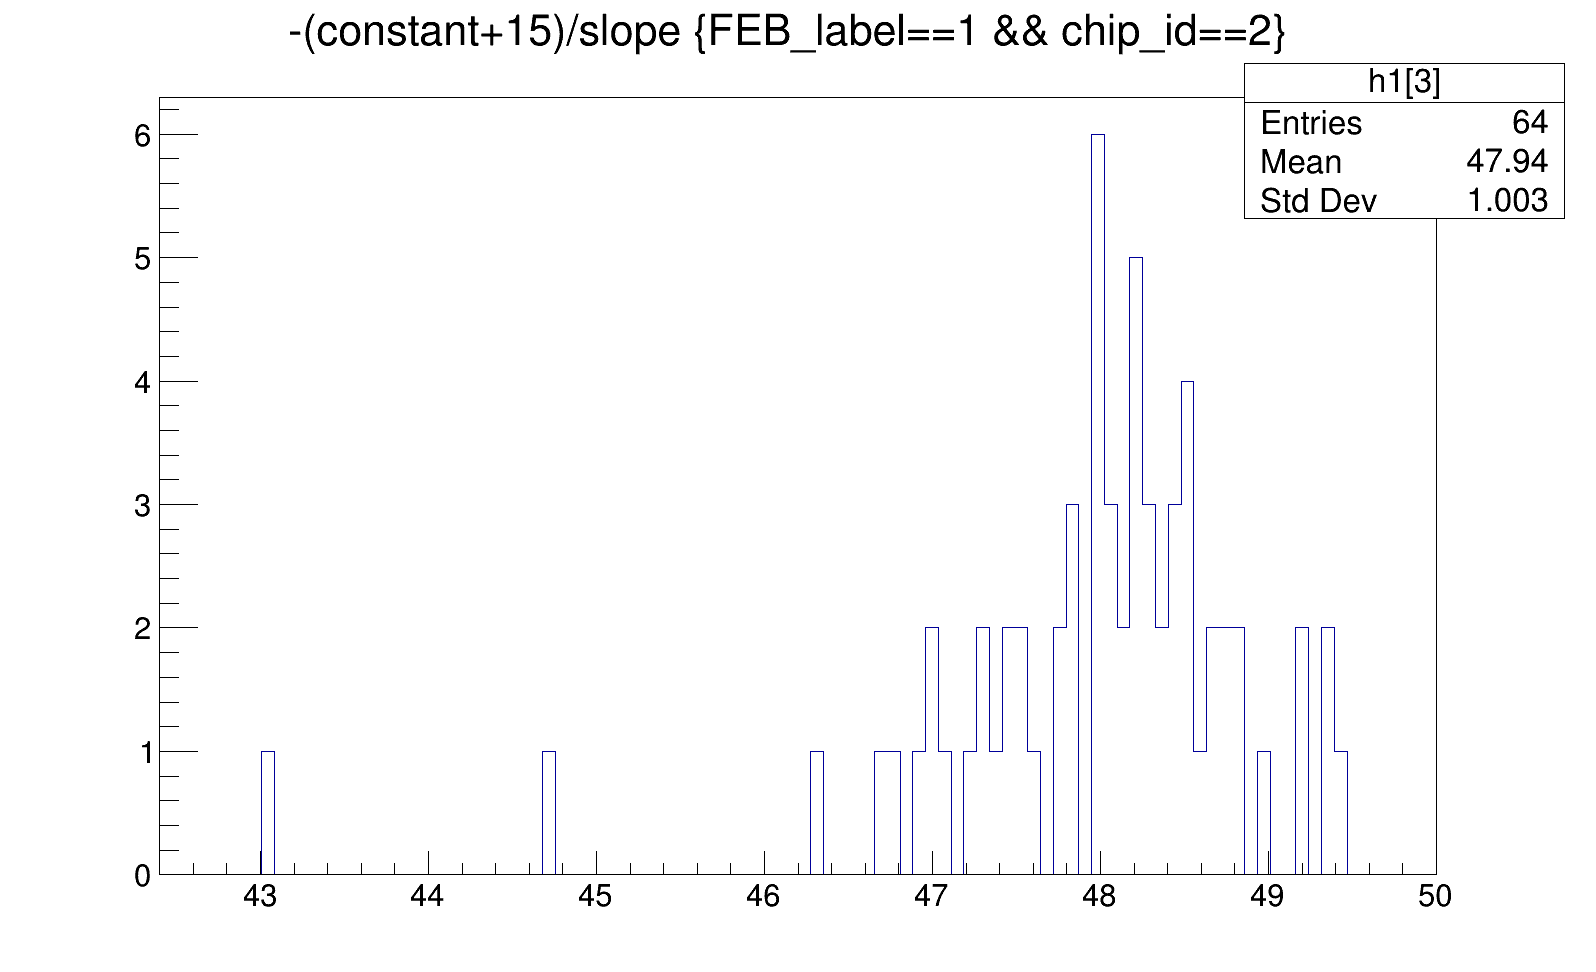 -(constant+15)/slope {FEB_label==1 && chip_id==2}
h1[3]
Entries 64
Mean 47.94
Std Dev 1.003
6
5
4
3
2
1
0
43 44 45 46 47 48 49 50